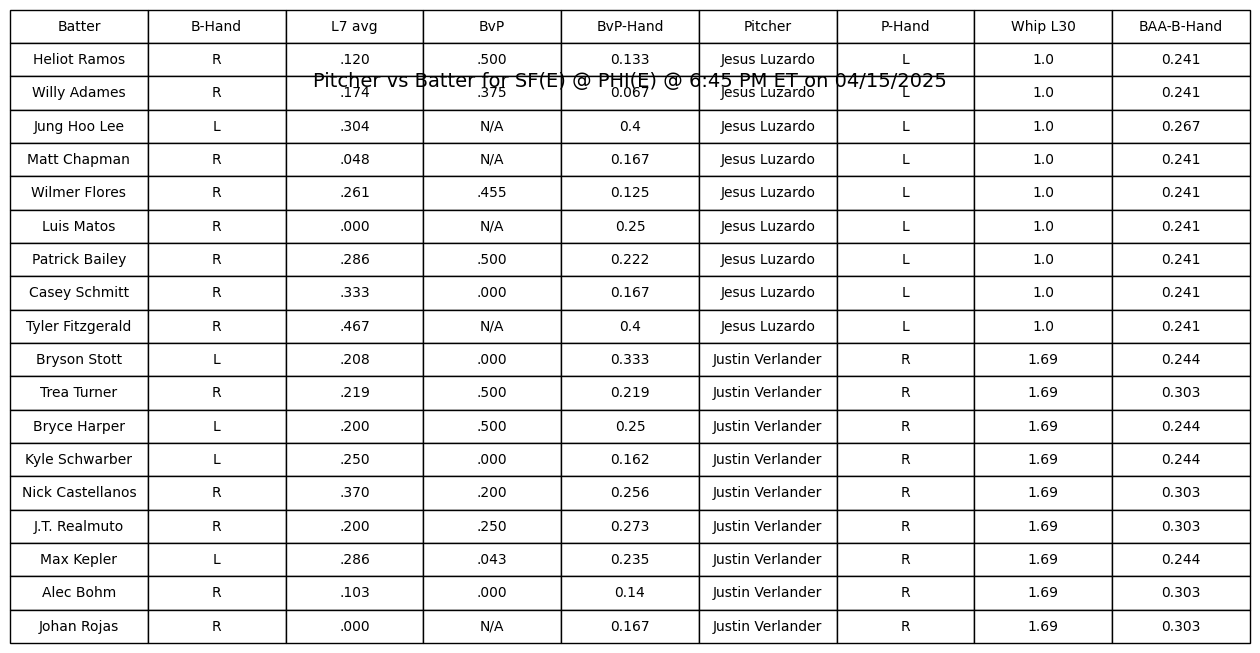 Batter B-Hand L7 avg BvP BvP-Hand Pitcher P-Hand Whip L30 BAA-B-Hand
Heliot Ramos R .120 .500 0.133 Jesus Luzardo L 1.0 0.241
Pitcher vs Batter for SF(E) @ PHI(E) @ 6:45 PM ET on 04/15/2025
Willy Adames R .174 .375 0.067 Jesus Luzardo L 1.0 0.241
Jung Hoo Lee L .304 N/A 0.4 Jesus Luzardo L 1.0 0.267
Matt Chapman R .048 N/A 0.167 Jesus Luzardo L 1.0 0.241
Wilmer Flores R .261 .455 0.125 Jesus Luzardo L 1.0 0.241
Luis Matos R .000 N/A 0.25 Jesus Luzardo L 1.0 0.241
Patrick Bailey R .286 .500 0.222 Jesus Luzardo L 1.0 0.241
Casey Schmitt R .333 .000 0.167 Jesus Luzardo L 1.0 0.241
Tyler Fitzgerald R .467 N/A 0.4 Jesus Luzardo L 1.0 0.241
Bryson Stott L .208 .000 0.333 Justin Verlander R 1.69 0.244
Trea Turner R .219 .500 0.219 Justin Verlander R 1.69 0.303
Bryce Harper L .200 .500 0.25 Justin Verlander R 1.69 0.244
Kyle Schwarber L .250 .000 0.162 Justin Verlander R 1.69 0.244
Nick Castellanos R .370 .200 0.256 Justin Verlander R 1.69 0.303
J.T. Realmuto R .200 .250 0.273 Justin Verlander R 1.69 0.303
Max Kepler L .286 .043 0.235 Justin Verlander R 1.69 0.244
Alec Bohm R .103 .000 0.14 Justin Verlander R 1.69 0.303
Johan Rojas R .000 N/A 0.167 Justin Verlander R 1.69 0.303